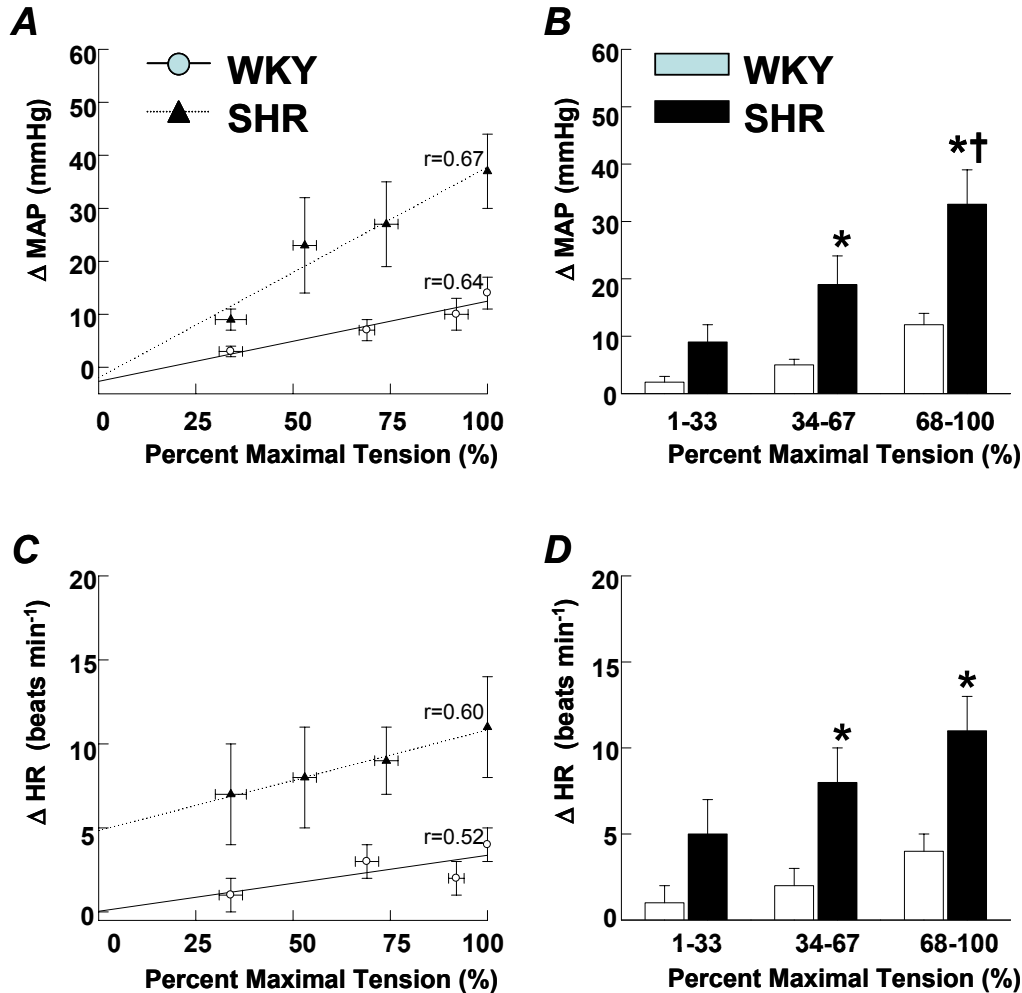 A
60
50
40
30
20
10
0
Δ MAP (mmHg)
WKY
SHR
r=0.67
r=0.64
0 25 50 75 100
Percent Maximal Tension (%)
B
60
50
40
30
20
10
0
Δ MAP (mmHg)
WKY
SHR
*
*†
1-33 34-67 68-100
Percent Maximal Tension (%)
C
20
15
10
5
0
Δ HR (beats min⁻¹)
r=0.60
r=0.52
0 25 50 75 100
Percent Maximal Tension (%)
D
20
15
10
5
0
Δ HR (beats min⁻¹)
*
*
1-33 34-67 68-100
Percent Maximal Tension (%)